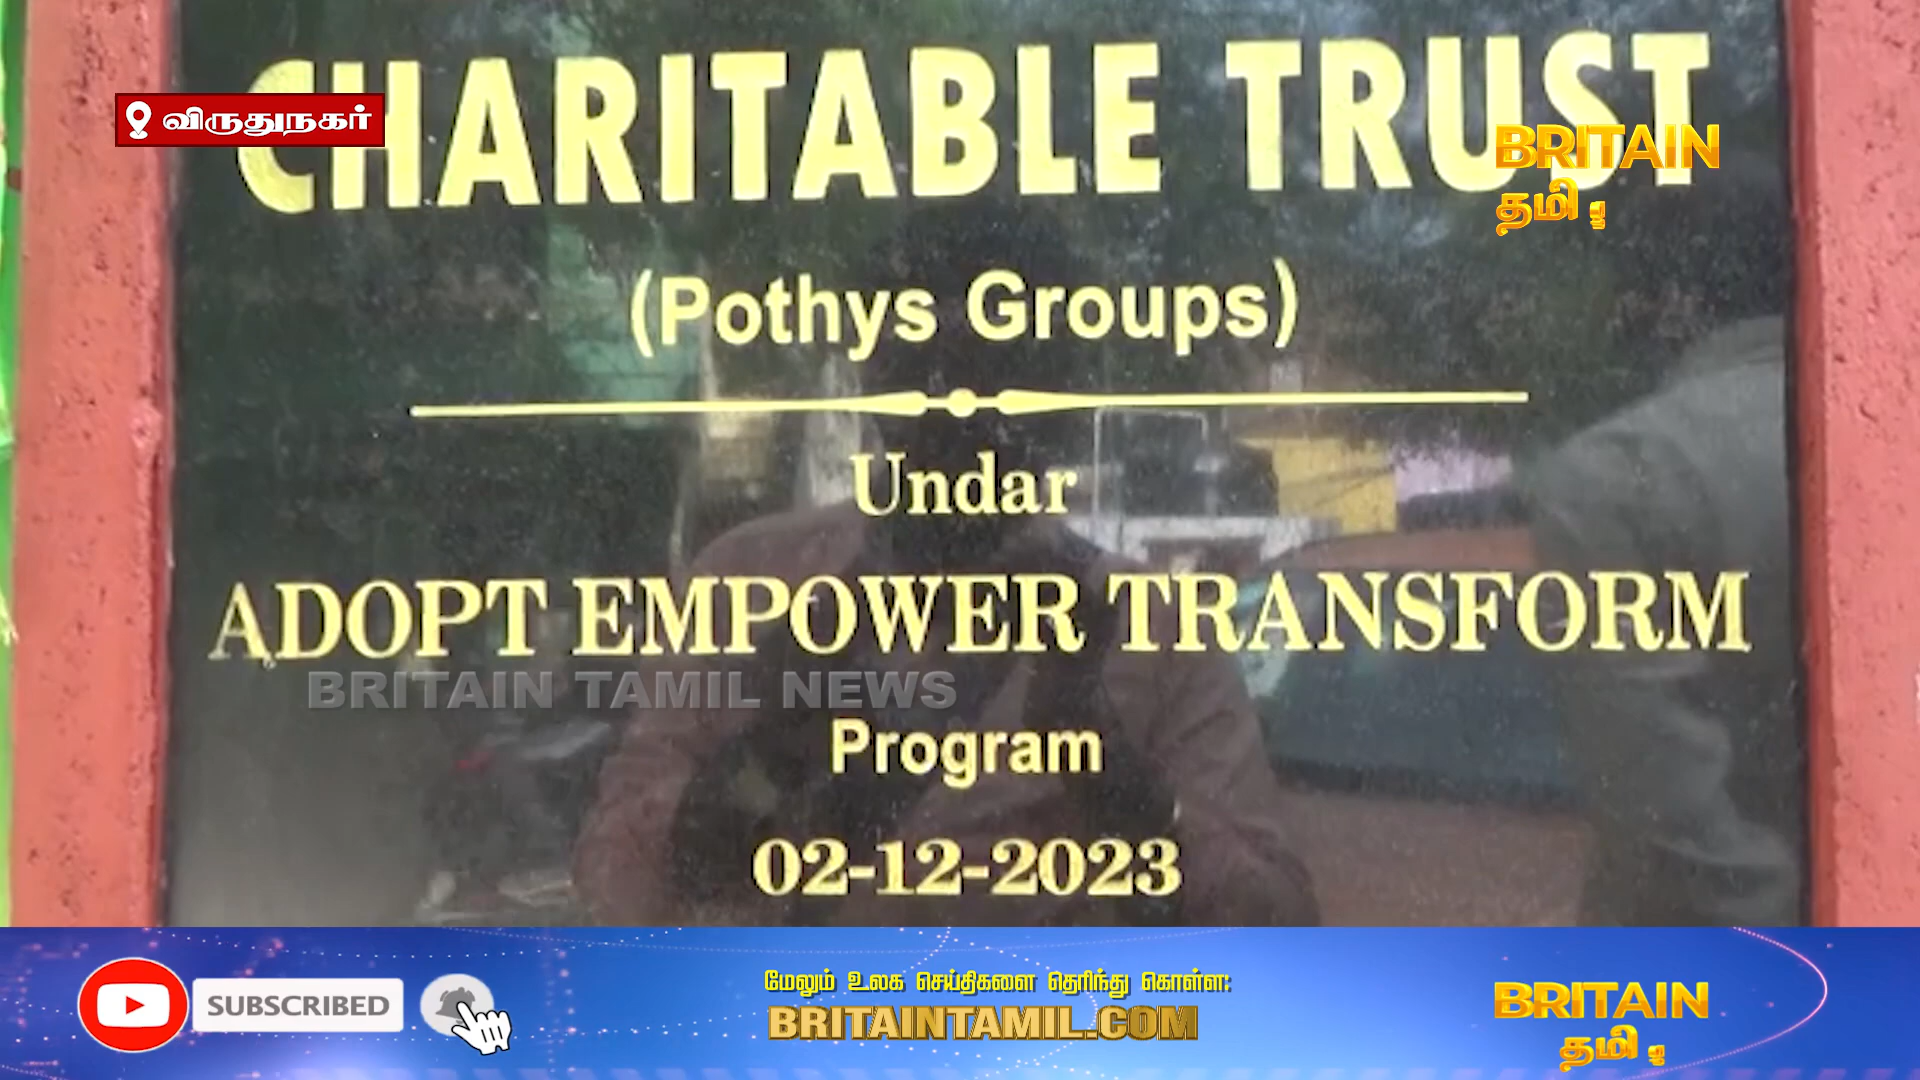 CHARITABLE TRUST
விருதுநகர்
BRITAIN
தமி
(Pothys Groups)
Undar
ADOPT EMPOWER TRANSFORM
BRITAIN TAMIL NEWS
Program
02-12-2023
SUBSCRIBED
மேலும் உலக செய்திகளை தெரிந்து கொள்ள:
BRITAINTAMIL.COM
BRITAIN
தமி